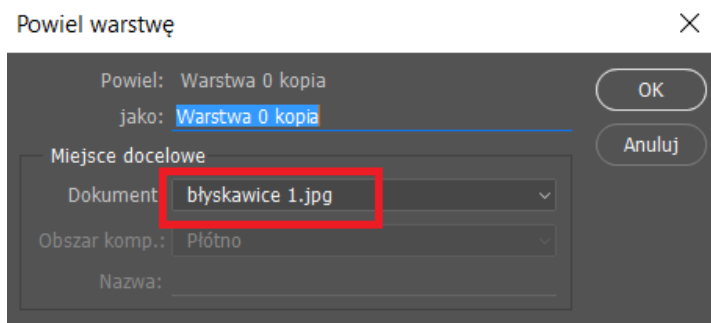 Powiel warstwę
Powiel: Warstwa 0 kopia
OK
jako: Warstwa 0 kopia
Anuluj
Miejsce docelowe
Dokument: błyskawice 1.jpg
Obszar komp.: Płótno
Nazwa: